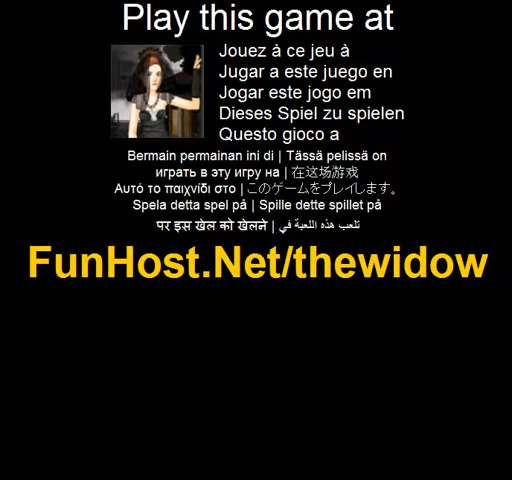 Play this game at
Jouez à ce jeu à
Jugar a este juego en
Jogar este jogo em
Dieses Spiel zu spielen
Questo gioco a
Bermain permainan ini di | Tässä pelissä on
играть в эту игру на | 在这场游戏
Αυτό το παιχνίδι στο | このゲームをプレイします。
Spela detta spel på | Spille dette spillet på
पर इस खेल को खेलने | تلعب هذه اللعبة في
FunHost.Net/thewidow